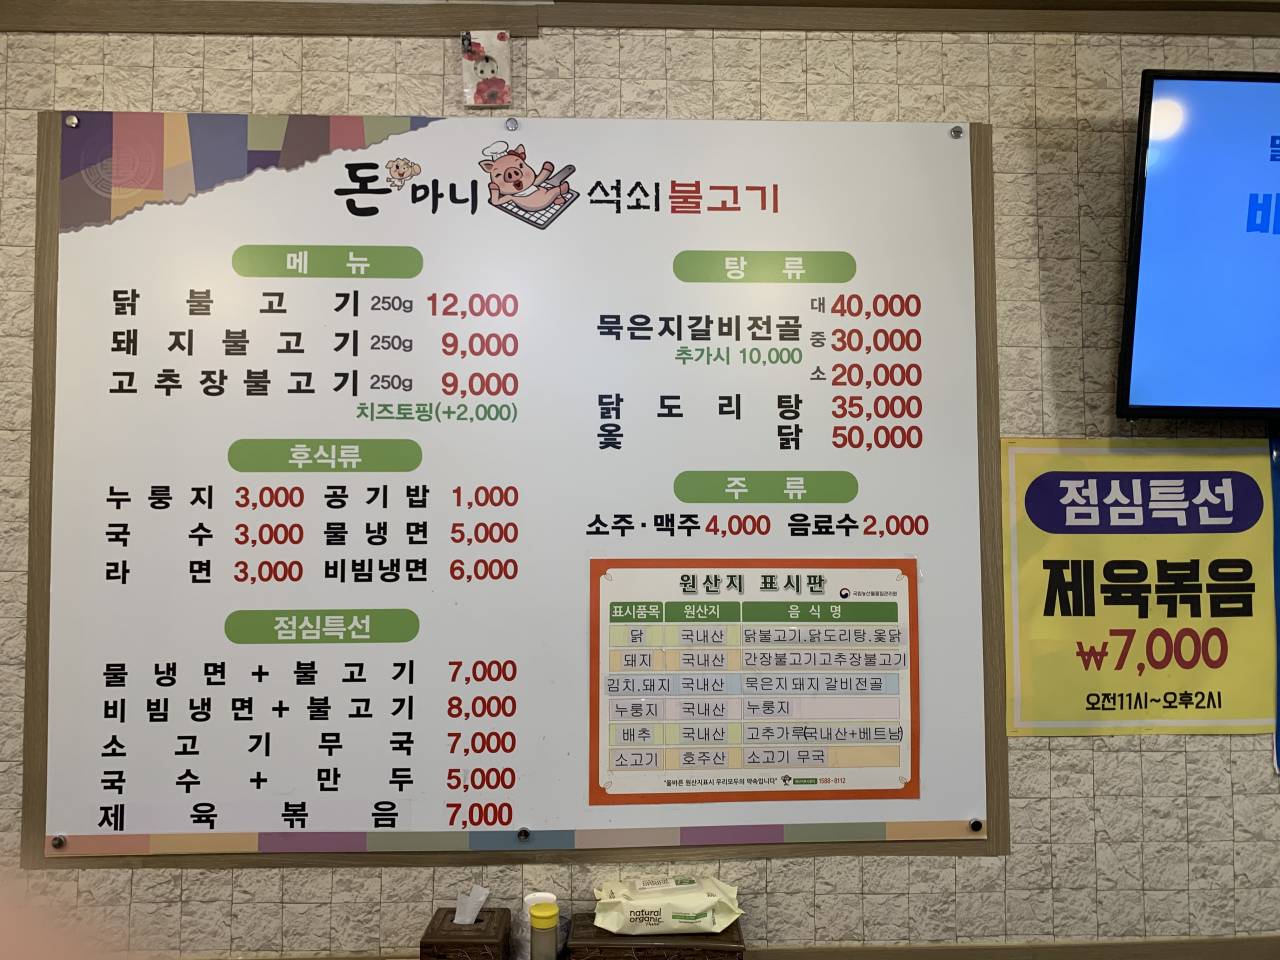 돈마니 석쇠불고기
메뉴
닭불고기 250g 12,000
돼지불고기 250g 9,000
고추장불고기 250g 9,000
치즈토핑(+2,000)
후식류
누룽지 3,000 공기밥 1,000
국수 3,000 물냉면 5,000
라면 3,000 비빔냉면 6,000
점심특선
물냉면+불고기 7,000
비빔냉면+불고기 8,000
소고기무국 7,000
국수+만두 5,000
제육볶음 7,000
탕류
묵은지갈비전골 대 40,000
중 30,000
추가시 10,000
소 20,000
닭도리탕 35,000
옻닭 50,000
주류
소주·맥주 4,000 음료수 2,000
원산지 표시판
국립농산물품질관리원
표시품목 원산지 음식명
닭 국내산 닭불고기.닭도리탕.옻닭
돼지 국내산 간장불고기고추장불고기
김치.돼지 국내산 묵은지돼지갈비전골
누룽지 국내산 누룽지
배추 국내산 고추가루(국내산+베트남)
소고기 호주산 소고기 무국
"올바른 원산지표시 우리모두의 약속입니다" 1588-8112
점심특선
제육볶음
₩7,000
오전11시~오후2시
natural
organic